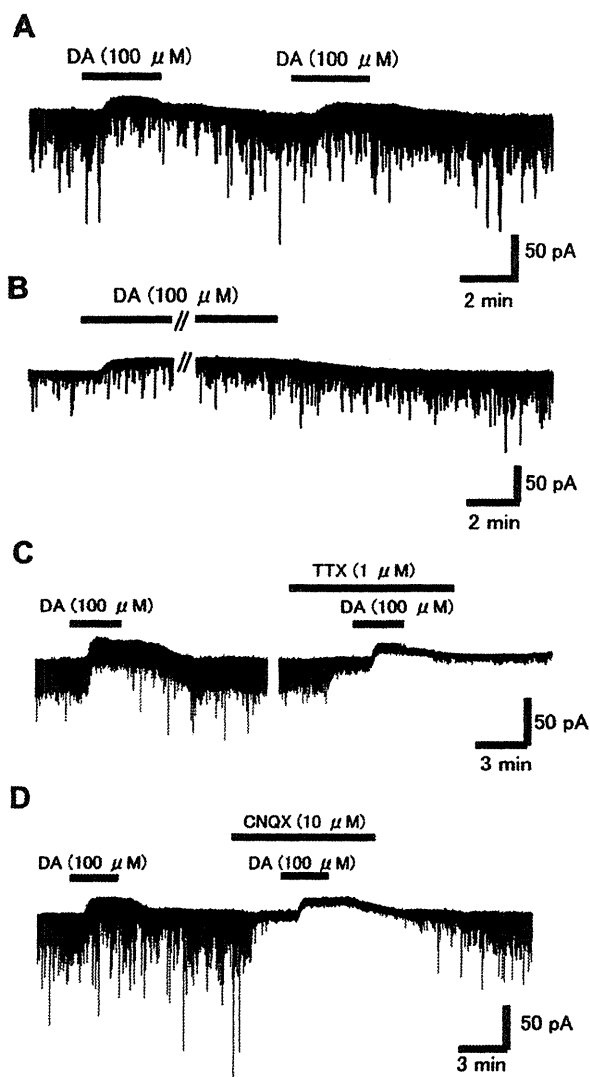 A
DA (100 μM) DA (100 μM)
50 pA
2 min
B
DA (100 μM)
//
//
50 pA
2 min
C
TTX (1 μM)
DA (100 μM) DA (100 μM)
50 pA
3 min
D
CNQX (10 μM)
DA (100 μM) DA (100 μM)
50 pA
3 min